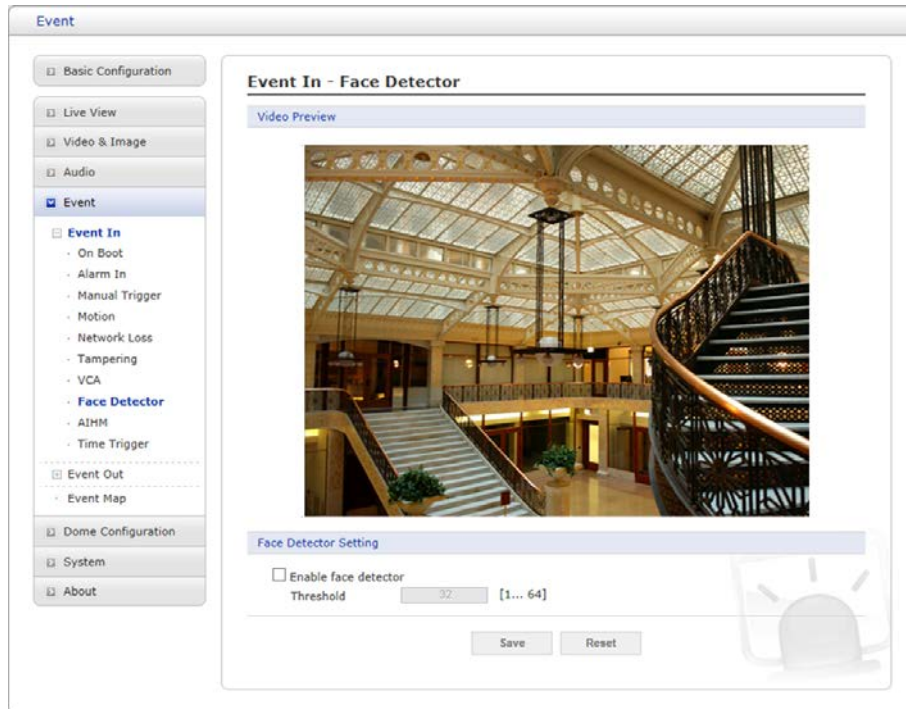 Event
Basic Configuration
Live View
Video & Image
Audio
Event
Event In
On Boot
Alarm In
Manual Trigger
Motion
Network Loss
Tampering
VCA
Face Detector
AIHM
Time Trigger
Event Out
Event Map
Dome Configuration
System
About
Event In - Face Detector
Video Preview
Face Detector Setting
Enable face detector
Threshold 32 [1... 64]
Save Reset